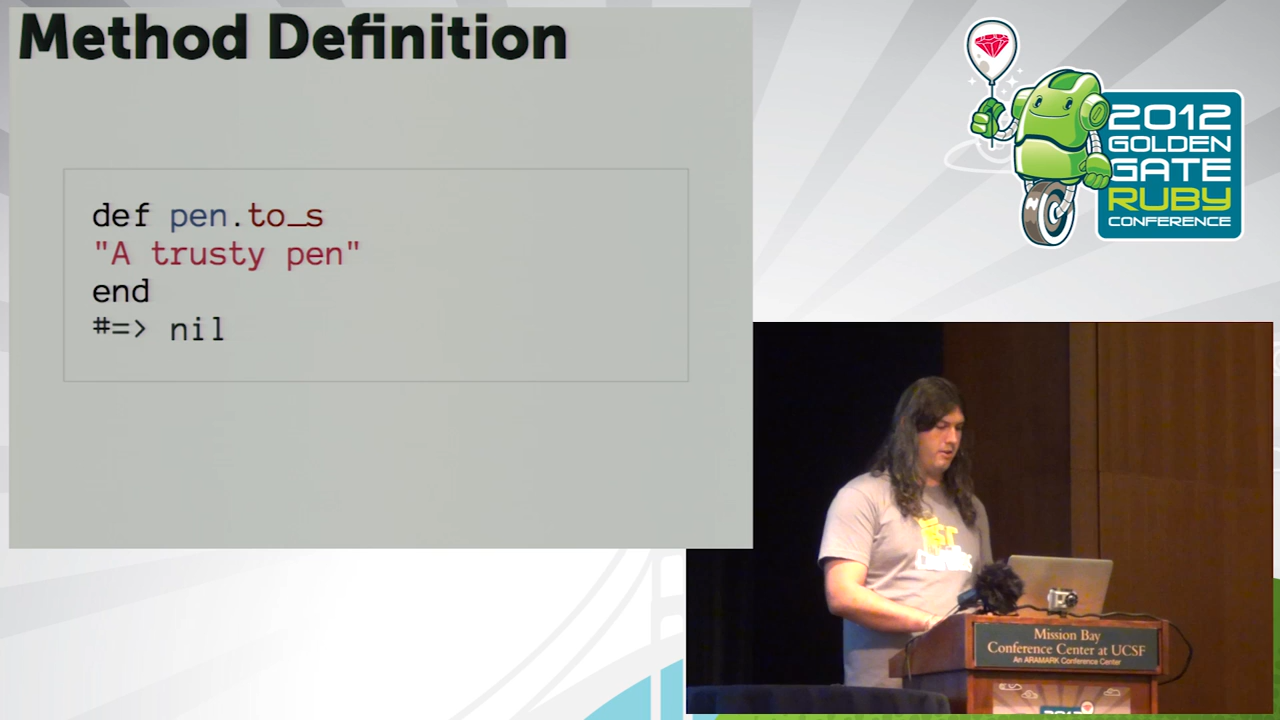 Method Definition
def pen.to_s
"A trusty pen"
end
#=> nil
2012
GOLDEN
GATE
RUBY
CONFERENCE
Mission Bay
Conference Center at UCSF
An ARAMARK Conference Center
2012